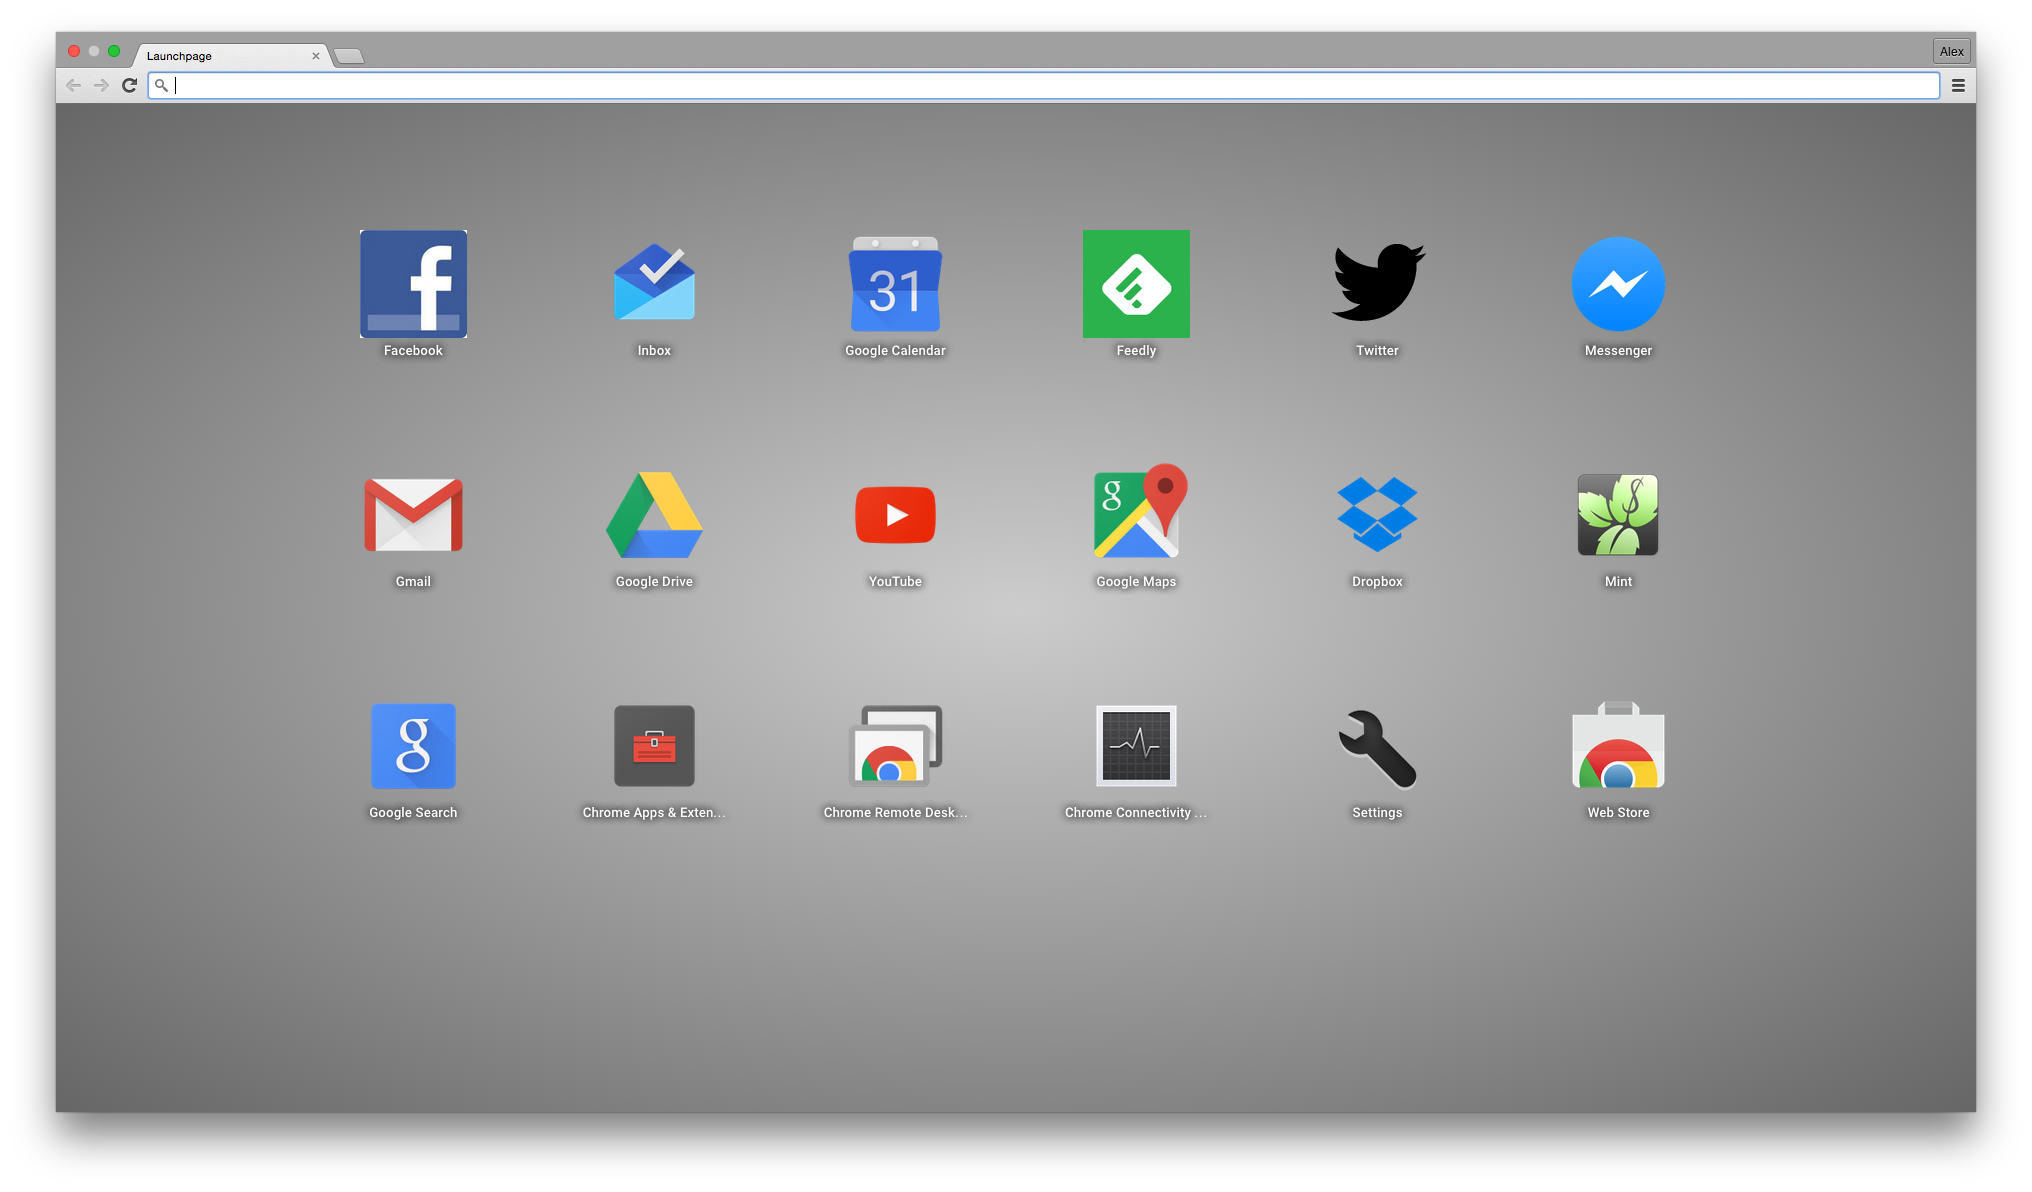 Launchpage
Alex
31
Facebook
Inbox
Google Calendar
Feedly
Twitter
Messenger
g
Gmail
Google Drive
YouTube
Google Maps
Dropbox
Mint
g
Google Search
Chrome Apps & Exten...
Chrome Remote Desk...
Chrome Connectivity ...
Settings
Web Store